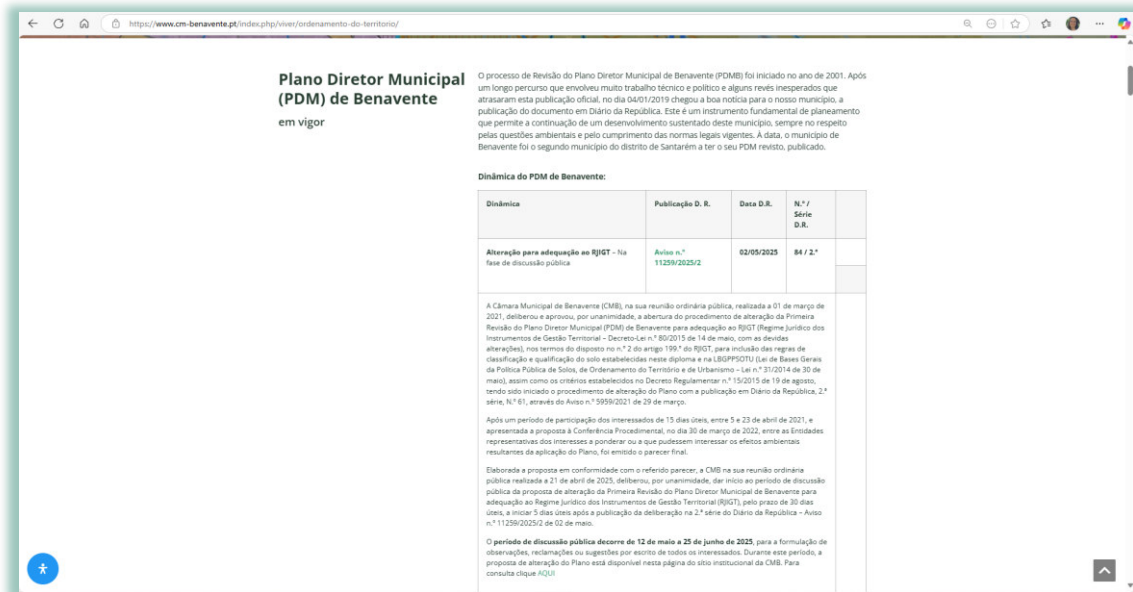 https://www.cm-benavente.pt/index.php/viver/ordenamento-do-territorio/
Plano Diretor Municipal
(PDM) de Benavente
em vigor
O processo de Revisão do Plano Diretor Municipal de Benavente (PDMB) foi iniciado no ano de 2001. Após
um longo percurso que envolveu muito trabalho técnico e político e alguns revés inesperados que
atrasaram esta publicação oficial, no dia 04/01/2019 chegou a boa notícia para o nosso município, a
publicação do documento em Diário da República. Este é um instrumento fundamental de planeamento
que permite a continuação de um desenvolvimento sustentado deste município, sempre no respeito
pelas questões ambientais e pelo cumprimento das normas legais vigentes. À data, o município de
Benavente foi o segundo município do distrito de Santarém a ter o seu PDM revisto, publicado.
Dinâmica do PDM de Benavente:
Dinâmica
Publicação D. R.
Data D.R.
N.º /
Série
D.R.
Alteração para adequação ao RJIGT – Na
fase de discussão pública
Aviso n.º
11259/2025/2
02/05/2025
84 / 2.ª
A Câmara Municipal de Benavente (CMB), na sua reunião ordinária pública, realizada a 01 de março de
2021, deliberou e aprovou, por unanimidade, a abertura do procedimento de alteração da Primeira
Revisão do Plano Diretor Municipal (PDM) de Benavente para adequação ao RJIGT (Regime Jurídico dos
Instrumentos de Gestão Territorial – Decreto-Lei n.º 80/2015 de 14 de maio, com as devidas
alterações), nos termos do disposto no n.º 2 do artigo 199.º do RJIGT, para inclusão das regras de
classificação e qualificação do solo estabelecidas neste diploma e na LBGPPSOTU (Lei de Bases Gerais
da Política Pública de Solos, de Ordenamento do Território e de Urbanismo – Lei n.º 31/2014 de 30 de
maio), assim como os critérios estabelecidos no Decreto Regulamentar n.º 15/2015 de 19 de agosto,
tendo sido iniciado o procedimento de alteração do Plano com a publicação em Diário da República, 2.ª
série, N.º 61, através do Aviso n.º 5959/2021 de 29 de março.
Após um período de participação dos interessados de 15 dias úteis, entre 5 e 23 de abril de 2021, e
apresentada a proposta à Conferência Procedimental, no dia 30 de março de 2022, entre as Entidades
representativas dos interesses a ponderar ou a que pudessem interessar os efeitos ambientais
resultantes da aplicação do Plano, foi emitido o parecer final.
Elaborada a proposta em conformidade com o referido parecer, a CMB na sua reunião ordinária
pública realizada a 21 de abril de 2025, deliberou, por unanimidade, dar início ao período de discussão
pública da proposta de alteração da Primeira Revisão do Plano Diretor Municipal de Benavente para
adequação ao Regime Jurídico dos Instrumentos de Gestão Territorial (RJIGT), pelo prazo de 30 dias
úteis, a iniciar 5 dias úteis após a publicação da deliberação na 2.ª série do Diário da República – Aviso
n.º 11259/2025/2 de 02 de maio.
O período de discussão pública decorre de 12 de maio a 25 de junho de 2025, para a formulação de
observações, reclamações ou sugestões por escrito de todos os interessados. Durante este período, a
proposta de alteração do Plano está disponível nesta página do sítio institucional da CMB. Para
consulta clique AQUI